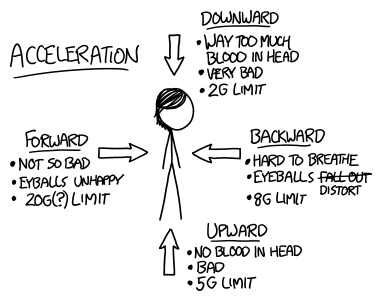 ACCELERATION
DOWNWARD
• WAY TOO MUCH
BLOOD IN HEAD
• VERY BAD
• 2G LIMIT
FORWARD
• NOT SO BAD
• EYBALLS UNHAPPY
• 20G(?) LIMIT
BACKWARD
• HARD TO BREATHE
• EYEBALLS FALL OUT
DISTORT
• 8G LIMIT
UPWARD
• NO BLOOD IN HEAD
• BAD
• 5G LIMIT